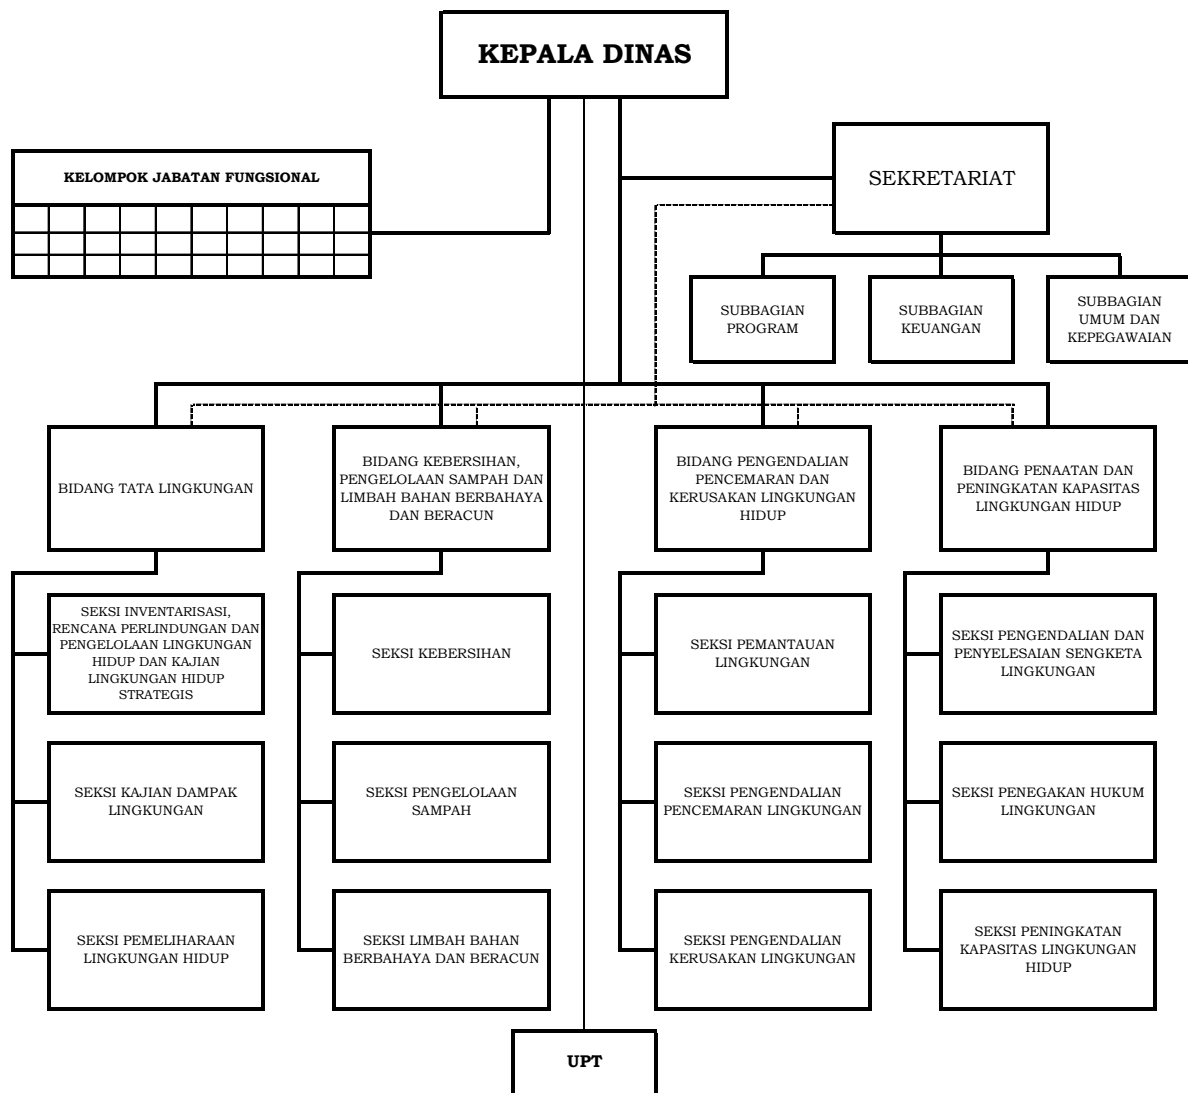 KEPALA DINAS
KELOMPOK JABATAN FUNGSIONAL
SEKRETARIAT
SUBBAGIAN
PROGRAM
SUBBAGIAN
KEUANGAN
SUBBAGIAN
UMUM DAN
KEPEGAWAIAN
BIDANG TATA LINGKUNGAN
BIDANG KEBERSIHAN,
PENGELOLAAN SAMPAH DAN
LIMBAH BAHAN BERBAHAYA
DAN BERACUN
BIDANG PENGENDALIAN
PENCEMARAN DAN
KERUSAKAN LINGKUNGAN
HIDUP
BIDANG PENAATAN DAN
PENINGKATAN KAPASITAS
LINGKUNGAN HIDUP
SEKSI INVENTARISASI,
RENCANA PERLINDUNGAN DAN
PENGELOLAAN LINGKUNGAN
HIDUP DAN KAJIAN
LINGKUNGAN HIDUP
STRATEGIS
SEKSI KEBERSIHAN
SEKSI PEMANTAUAN
LINGKUNGAN
SEKSI PENGENDALIAN DAN
PENYELESAIAN SENGKETA
LINGKUNGAN
SEKSI KAJIAN DAMPAK
LINGKUNGAN
SEKSI PENGELOLAAN
SAMPAH
SEKSI PENGENDALIAN
PENCEMARAN LINGKUNGAN
SEKSI PENEGAKAN HUKUM
LINGKUNGAN
SEKSI PEMELIHARAAN
LINGKUNGAN HIDUP
SEKSI LIMBAH BAHAN
BERBAHAYA DAN BERACUN
SEKSI PENGENDALIAN
KERUSAKAN LINGKUNGAN
SEKSI PENINGKATAN
KAPASITAS LINGKUNGAN
HIDUP
UPT